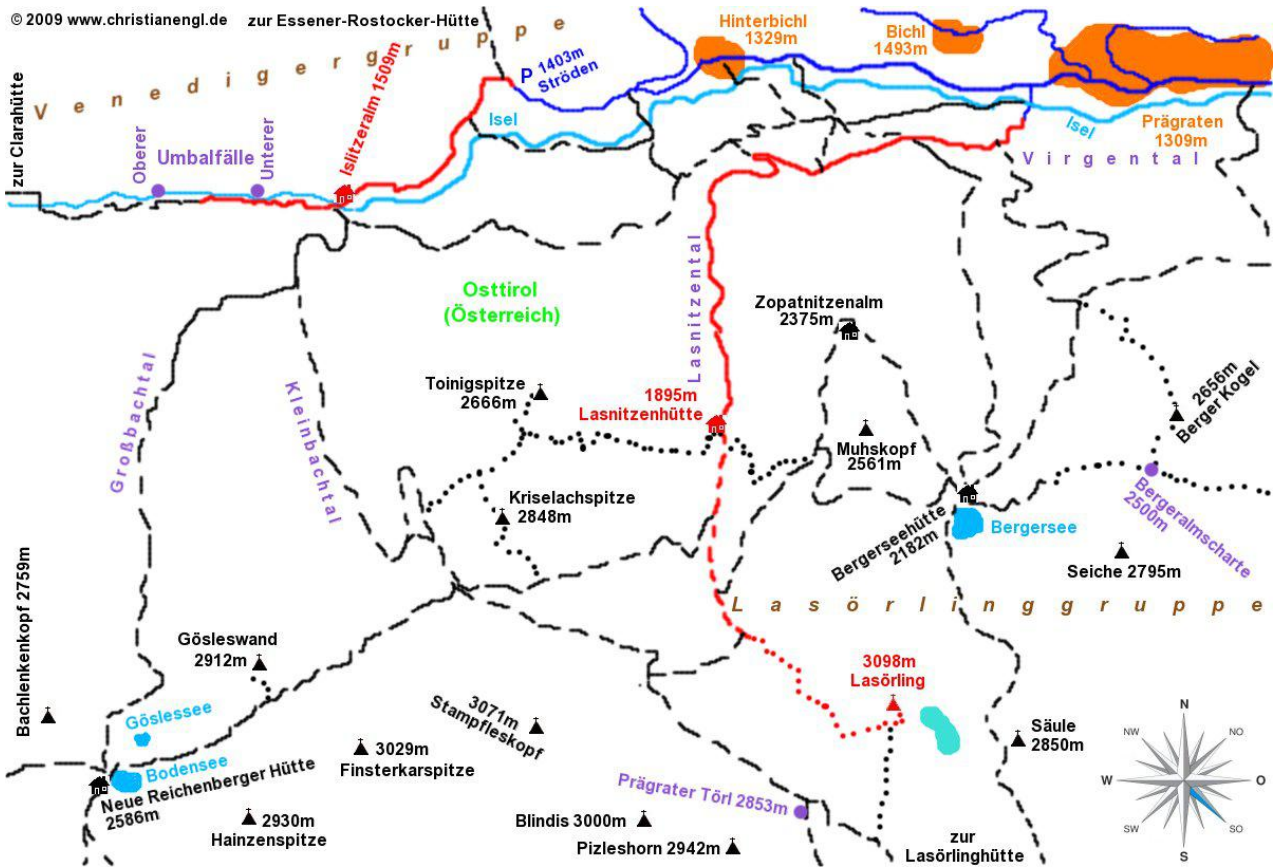 © 2009 www.christianengl.de
zur Essener-Rostocker-Hütte
Venedigergruppe
P 1403m
Ströden
Hinterbichl
1329m
Bichl
1493m
Prägraten
1309m
Isel
Isel
Virgental
zur Clarahütte
Oberer
Umbalfälle
Unterer
Islitzeralm 1509m
Osttirol
(Österreich)
Lasnitzental
Zopatnitzenalm
2375m
Großbachtal
Kleinbachtal
Toinigspitze
2666m
1895m
Lasnitzenhütte
Muhskopf
2561m
2656m
Berger Kogel
Kriselachspitze
2848m
Bergerseehütte
2182m
Bergersee
Bergeralmscharte
2500m
Seiche 2795m
Lasörlinggruppe
Bachlenkenkopf 2759m
Gösleswand
2912m
Göslessee
Bodensee
Neue Reichenberger Hütte
2586m
3071m
Stampfleskopf
3029m
Finsterkarspitze
2930m
Hainzenspitze
3098m
Lasörling
Säule
2850m
Prägrater Törl 2853m
Blindis 3000m
Pizleshorn 2942m
zur
Lasörlinghütte
N
NW
NO
W
O
SW
SO
S